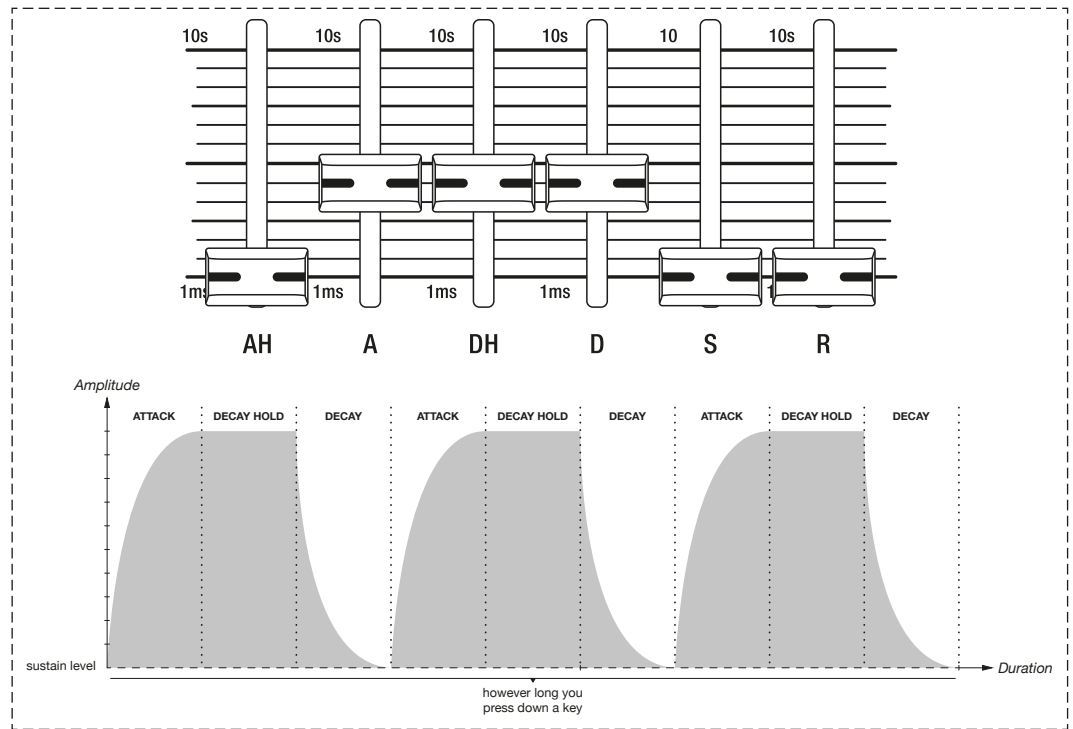 10s 10s 10s 10s 10 10s
1ms 1ms 1ms 1ms
AH A DH D S R
Amplitude
ATTACK DECAY HOLD DECAY ATTACK DECAY HOLD DECAY ATTACK DECAY HOLD DECAY
sustain level
Duration
however long you
press down a key